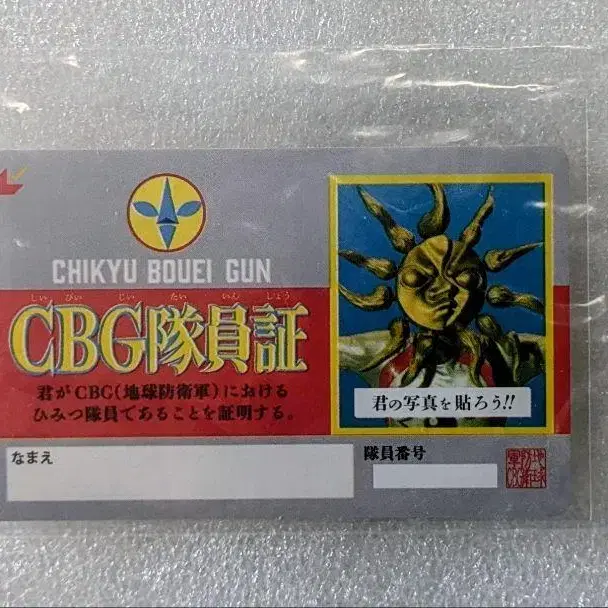 CHIKYU BOUEI GUN
しい びい じい たい いん しょう
CBG隊員証
君がCBG(地球防衛軍)における
ひみつ隊員であることを証明する。
君の写真を貼ろう!!
なまえ
隊員番号